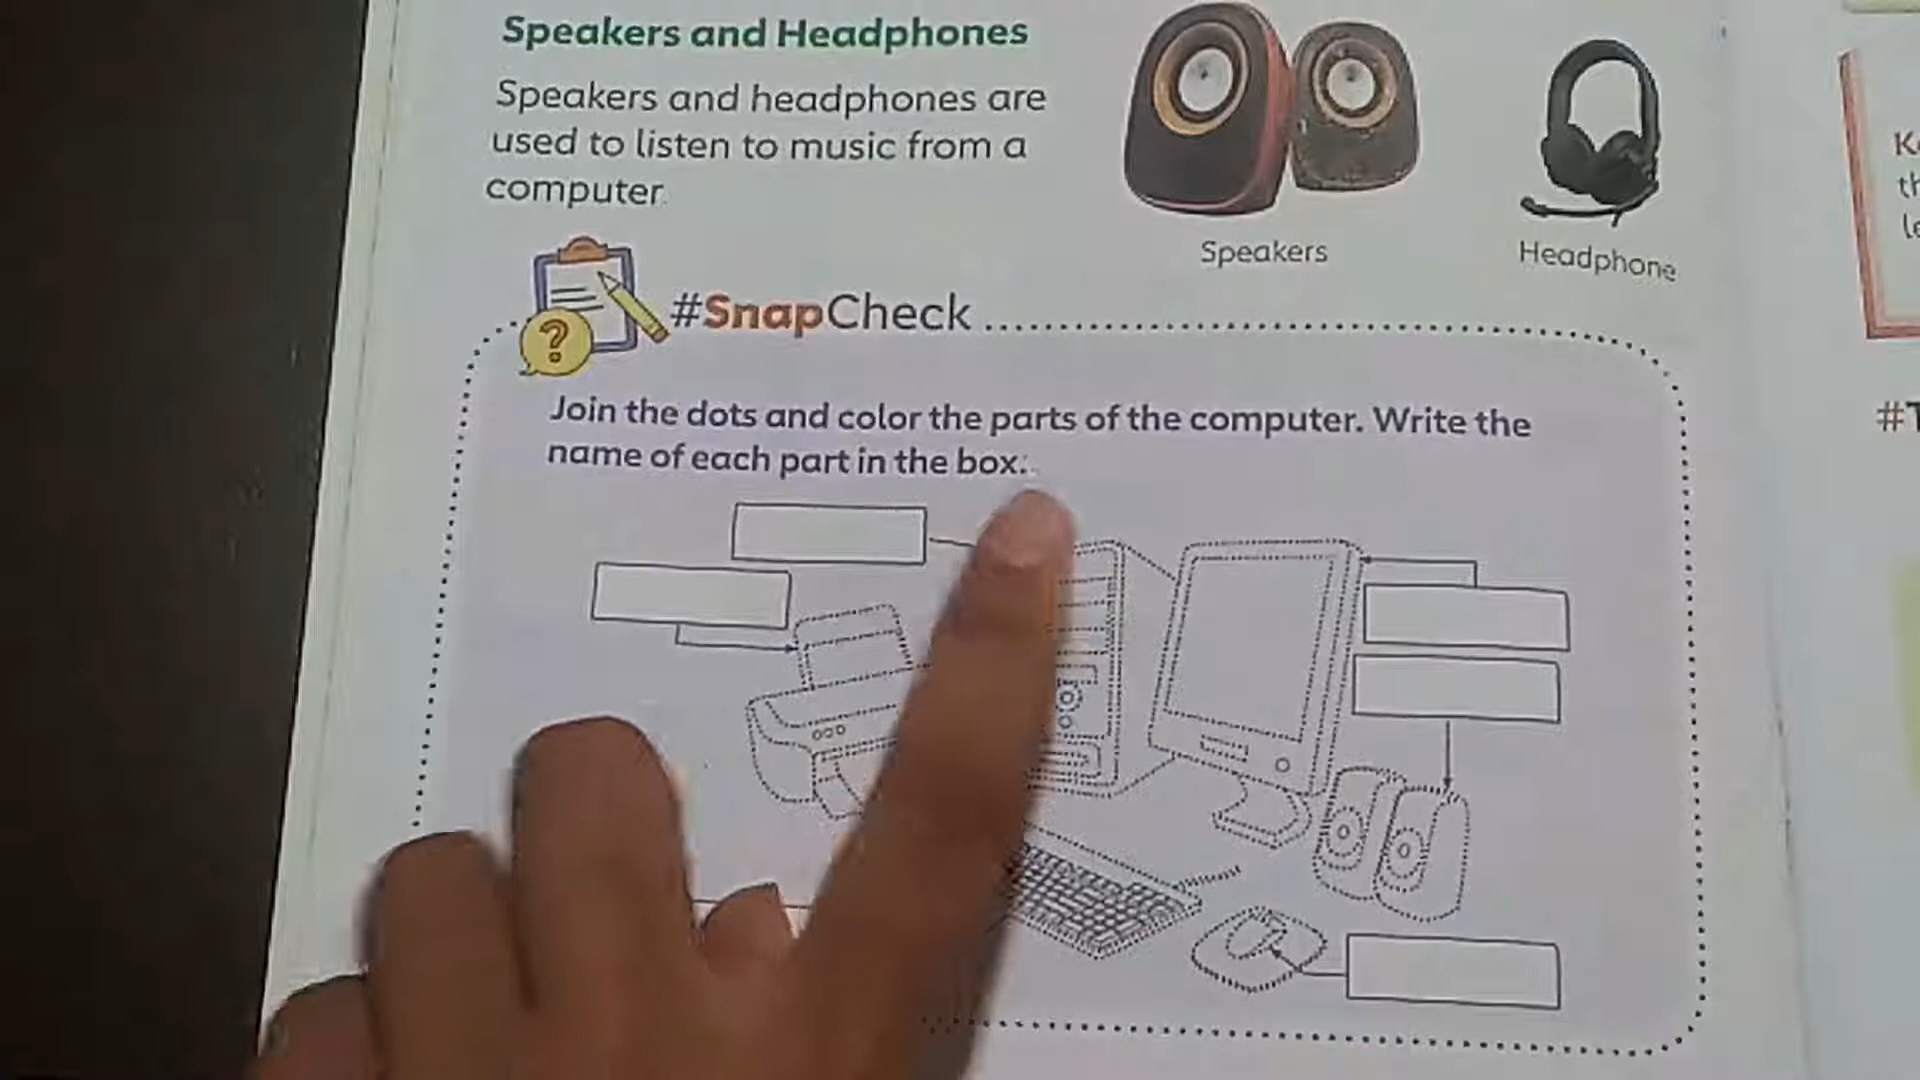 Speakers and Headphones
Speakers and headphones are
used to listen to music from a
computer.
Speakers
Headphone
#SnapCheck
Join the dots and color the parts of the computer. Write the
name of each part in the box.
#T